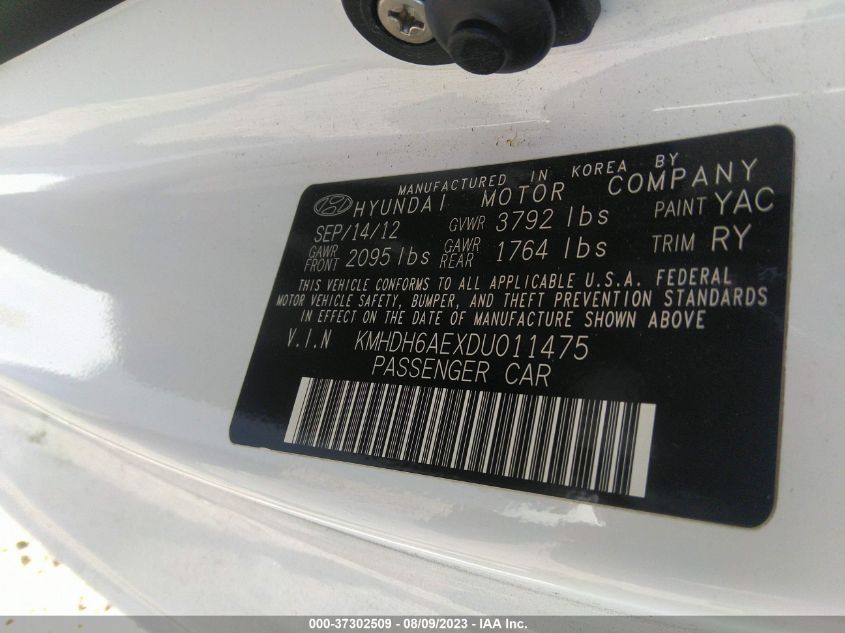 MANUFACTURED IN KOREA BY
HYUNDAI MOTOR COMPANY
SEP/14/12 GVWR 3792 lbs PAINT YAC
GAWR FRONT 2095 lbs GAWR REAR 1764 lbs TRIM RY
THIS VEHICLE CONFORMS TO ALL APPLICABLE U.S.A. FEDERAL
MOTOR VEHICLE SAFETY, BUMPER, AND THEFT PREVENTION STANDARDS
IN EFFECT ON THE DATE OF MANUFACTURE SHOWN ABOVE
V.I.N KMHDH6AEXDU011475
PASSENGER CAR
000-37302509 - 08/09/2023 - IAA Inc.